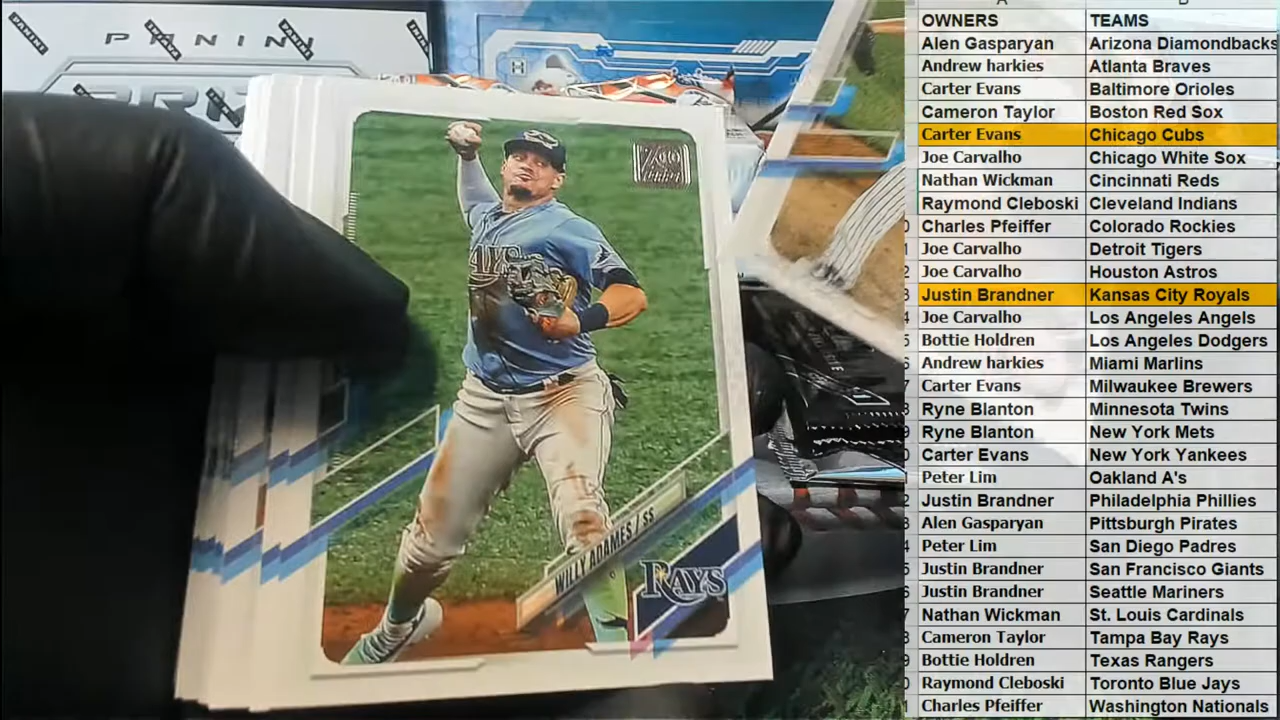 PANINI
PANINI
PANINI
PANINI
PANINI
OWNERS TEAMS
Alen Gasparyan Arizona Diamondbacks
Andrew harkies Atlanta Braves
Carter Evans Baltimore Orioles
Cameron Taylor Boston Red Sox
Carter Evans Chicago Cubs
Joe Carvalho Chicago White Sox
Nathan Wickman Cincinnati Reds
Raymond Cleboski Cleveland Indians
Charles Pfeiffer Colorado Rockies
Joe Carvalho Detroit Tigers
Joe Carvalho Houston Astros
Justin Brandner Kansas City Royals
Joe Carvalho Los Angeles Angels
Bottie Holdren Los Angeles Dodgers
Andrew harkies Miami Marlins
Carter Evans Milwaukee Brewers
Ryne Blanton Minnesota Twins
Ryne Blanton New York Mets
Carter Evans New York Yankees
Peter Lim Oakland A's
Justin Brandner Philadelphia Phillies
Alen Gasparyan Pittsburgh Pirates
Peter Lim San Diego Padres
Justin Brandner San Francisco Giants
Justin Brandner Seattle Mariners
Nathan Wickman St. Louis Cardinals
Cameron Taylor Tampa Bay Rays
Bottie Holdren Texas Rangers
Raymond Cleboski Toronto Blue Jays
Charles Pfeiffer Washington Nationals
70
WILLY ADAMES / SS
RAYS